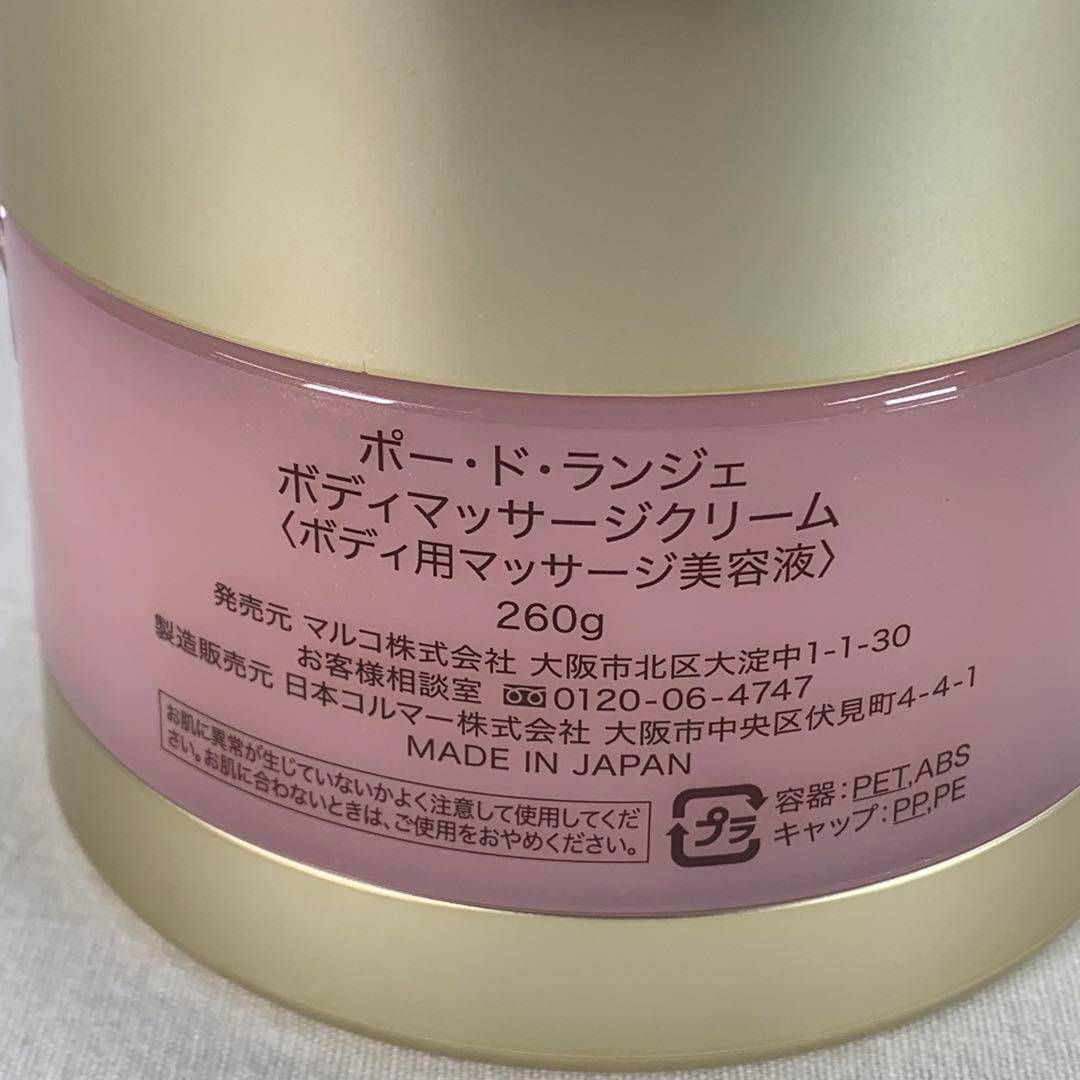 ポー・ド・ランジェ
ボディマッサージクリーム
〈ボディ用マッサージ美容液〉
260g
発売元 マルコ株式会社 大阪市北区大淀中1-1-30
お客様相談室 0120-06-4747
製造販売元 日本コルマー株式会社 大阪市中央区伏見町4-4-1
MADE IN JAPAN
お肌に異常が生じていないかよく注意して使用してくだ
さい。お肌に合わないときは、ご使用をおやめください。
プラ
容器:PET,ABS
キャップ:PP,PE